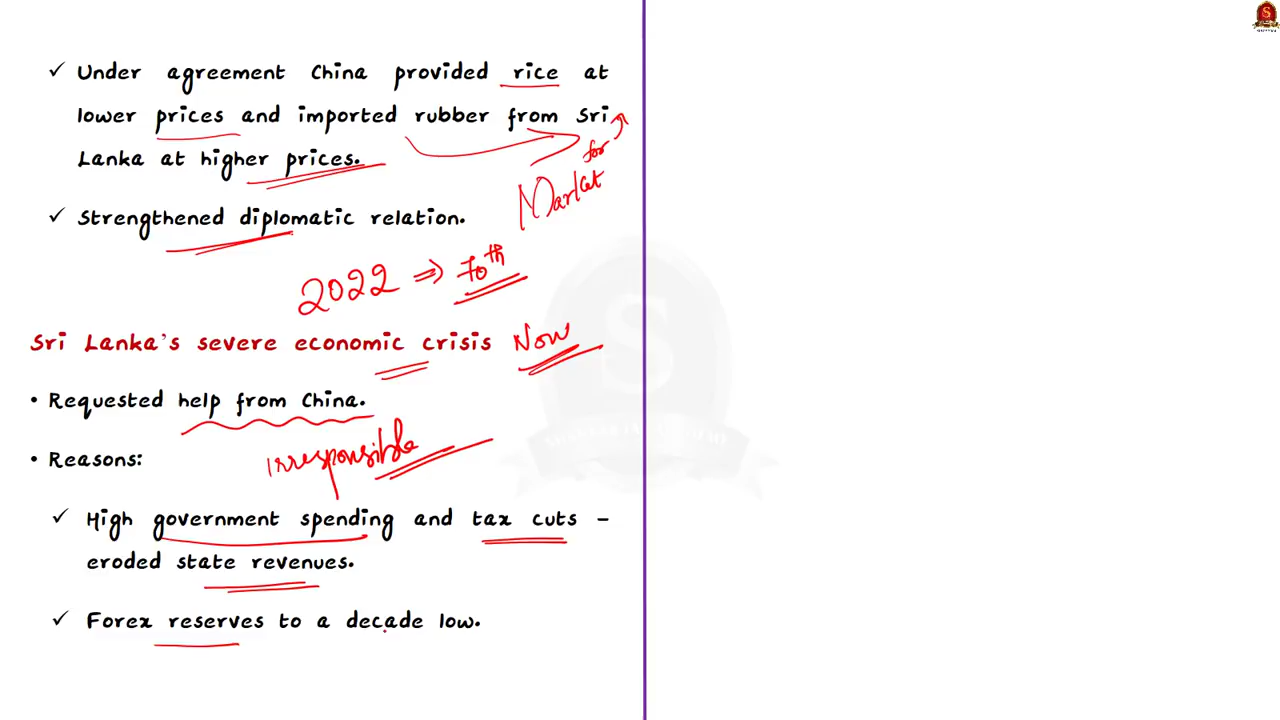 ✓ Under agreement China provided rice at
lower prices and imported rubber from Sri
Lanka at higher prices.
for
Market
✓ Strengthened diplomatic relation.
2022 ⇒ 70th
Sri Lanka's severe economic crisis Now
• Requested help from China.
irresponsible
• Reasons:
✓ High government spending and tax cuts –
eroded state revenues.
✓ Forex reserves to a decade low.
S